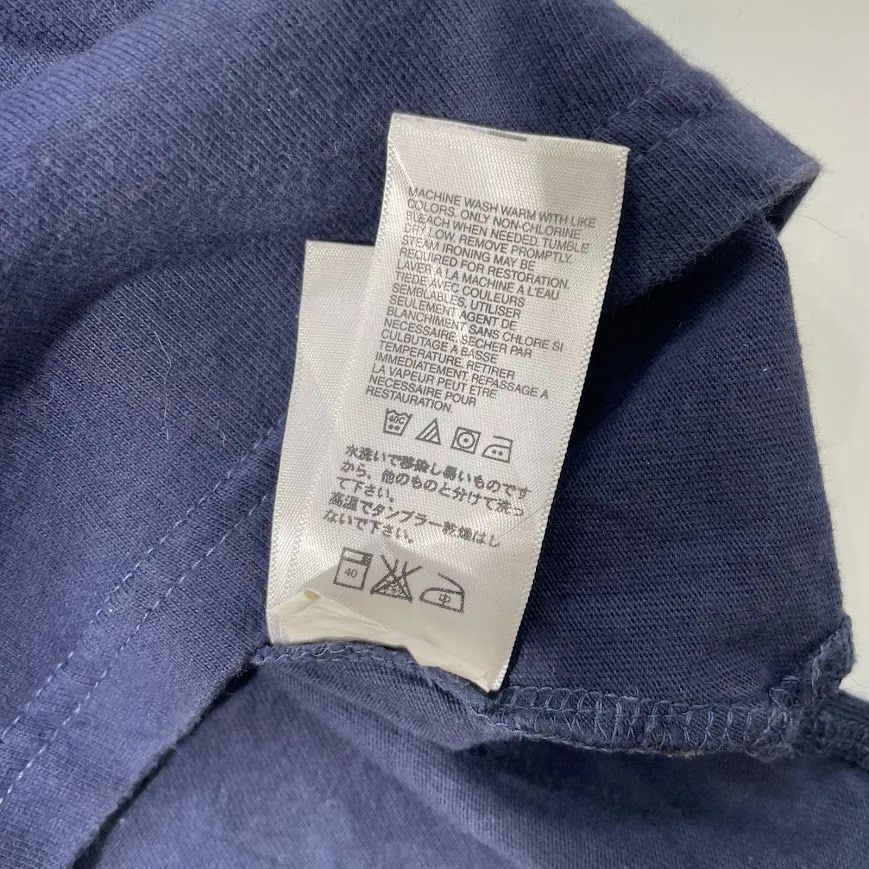 MACHINE WASH WARM WITH LIKE
COLORS. ONLY NON-CHLORINE
BLEACH WHEN NEEDED. TUMBLE
DRY LOW. REMOVE PROMPTLY.
STEAM IRONING MAY BE
REQUIRED FOR RESTORATION.
LAVER A LA MACHINE A L'EAU
TIEDE AVEC COULEURS
SEMBLABLES. UTILISER
SEULEMENT AGENT DE
BLANCHIMENT SANS CHLORE SI
NECESSAIRE. SECHER PAR
CULBUTAGE A BASSE
TEMPERATURE. RETIRER
IMMEDIATEMENT. REPASSAGE A
LA VAPEUR PEUT ETRE
NECESSAIRE POUR
RESTAURATION.
40C
水洗いで移染し易いものです
から、他のものと分けて洗っ
て下さい。
高温でタンブラー乾燥はし
ないで下さい。
40 中